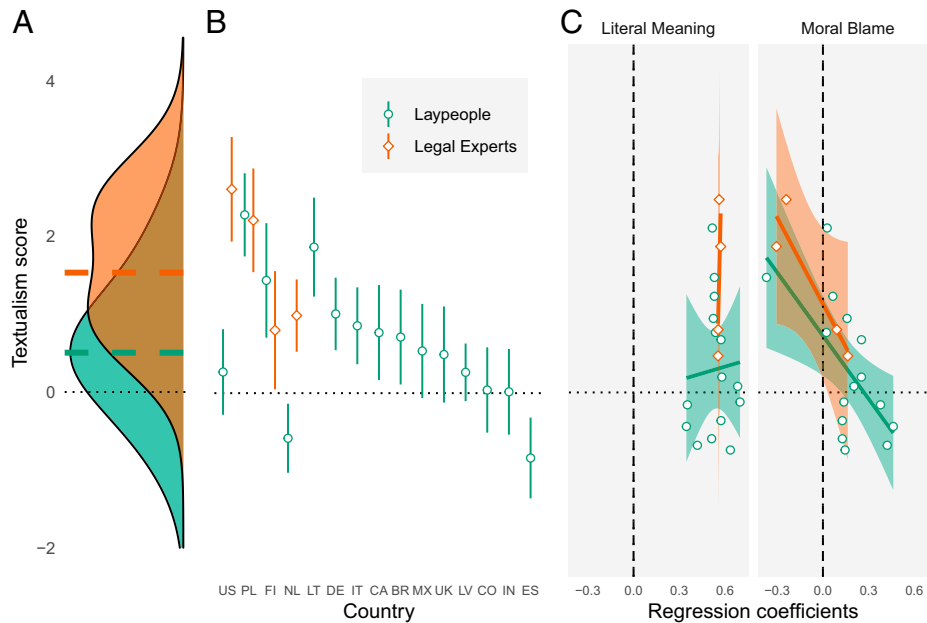 A
B
C
Literal Meaning
Moral Blame
Laypeople
Legal Experts
Textualism score
4
2
0
−2
US PL FI NL LT DE IT CA BR MX UK LV CO IN ES
Country
−0.3 0.0 0.3 0.6
−0.3 0.0 0.3 0.6
Regression coefficients